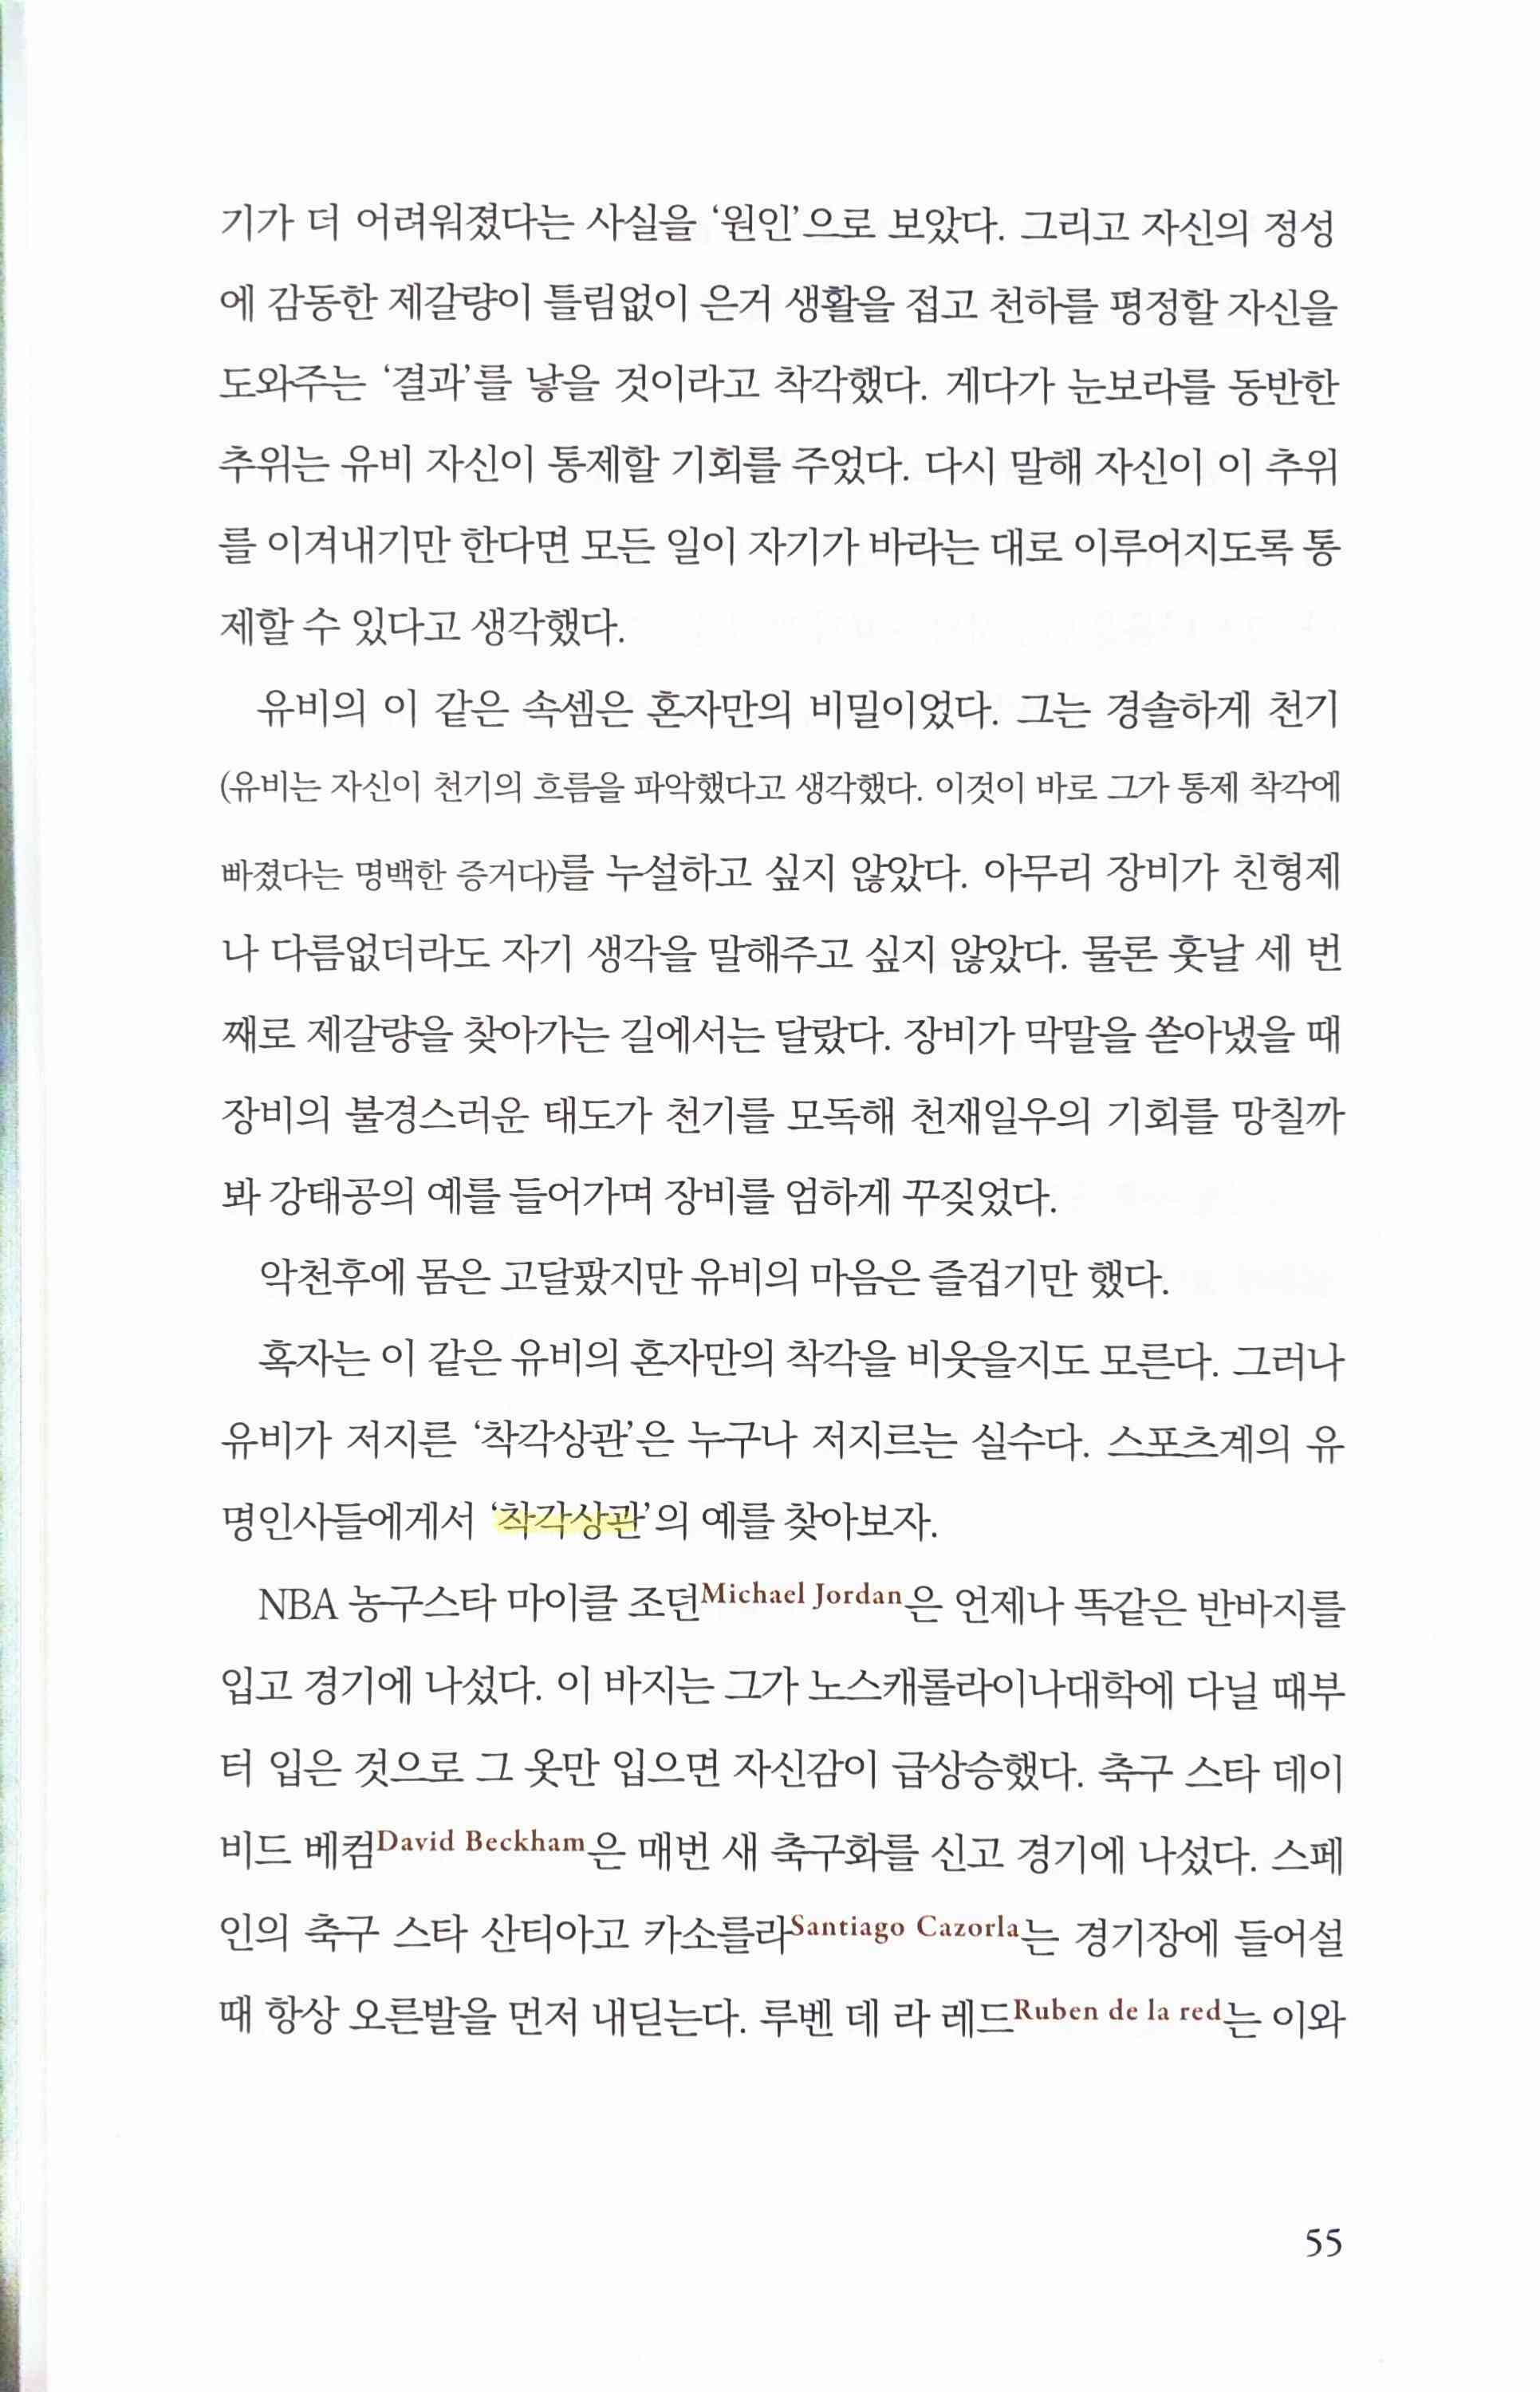 기가 더 어려워졌다는 사실을 ‘원인’으로 보았다. 그리고 자신의 정성
에 감동한 제갈량이 틀림없이 은거 생활을 접고 천하를 평정할 자신을
도와주는 ‘결과’를 낳을 것이라고 착각했다. 게다가 눈보라를 동반한
추위는 유비 자신이 통제할 기회를 주었다. 다시 말해 자신이 이 추위
를 이겨내기만 한다면 모든 일이 자기가 바라는 대로 이루어지도록 통
제할 수 있다고 생각했다.
유비의 이 같은 속셈은 혼자만의 비밀이었다. 그는 경솔하게 천기
(유비는 자신이 천기의 흐름을 파악했다고 생각했다. 이것이 바로 그가 통제 착각에
빠졌다는 명백한 증거다)를 누설하고 싶지 않았다. 아무리 장비가 친형제
나 다름없더라도 자기 생각을 말해주고 싶지 않았다. 물론 훗날 세 번
째로 제갈량을 찾아가는 길에서는 달랐다. 장비가 막말을 쏟아냈을 때
장비의 불경스러운 태도가 천기를 모독해 천재일우의 기회를 망칠까
봐 강태공의 예를 들어가며 장비를 엄하게 꾸짖었다.
악천후에 몸은 고달팠지만 유비의 마음은 즐겁기만 했다.
혹자는 이 같은 유비의 혼자만의 착각을 비웃을지도 모른다. 그러나
유비가 저지른 ‘착각상관’은 누구나 저지르는 실수다. 스포츠계의 유
명인사들에게서 ‘착각상관’의 예를 찾아보자.
NBA 농구스타 마이클 조던Michael Jordan은 언제나 똑같은 반바지를
입고 경기에 나섰다. 이 바지는 그가 노스캐롤라이나대학에 다닐 때부
터 입은 것으로 그 옷만 입으면 자신감이 급상승했다. 축구 스타 데이
비드 베컴David Beckham은 매번 새 축구화를 신고 경기에 나섰다. 스페
인의 축구 스타 산티아고 카소를라Santiago Cazorla는 경기장에 들어설
때 항상 오른발을 먼저 내딛는다. 루벤 데 라 레드Ruben de la red는 이와
55